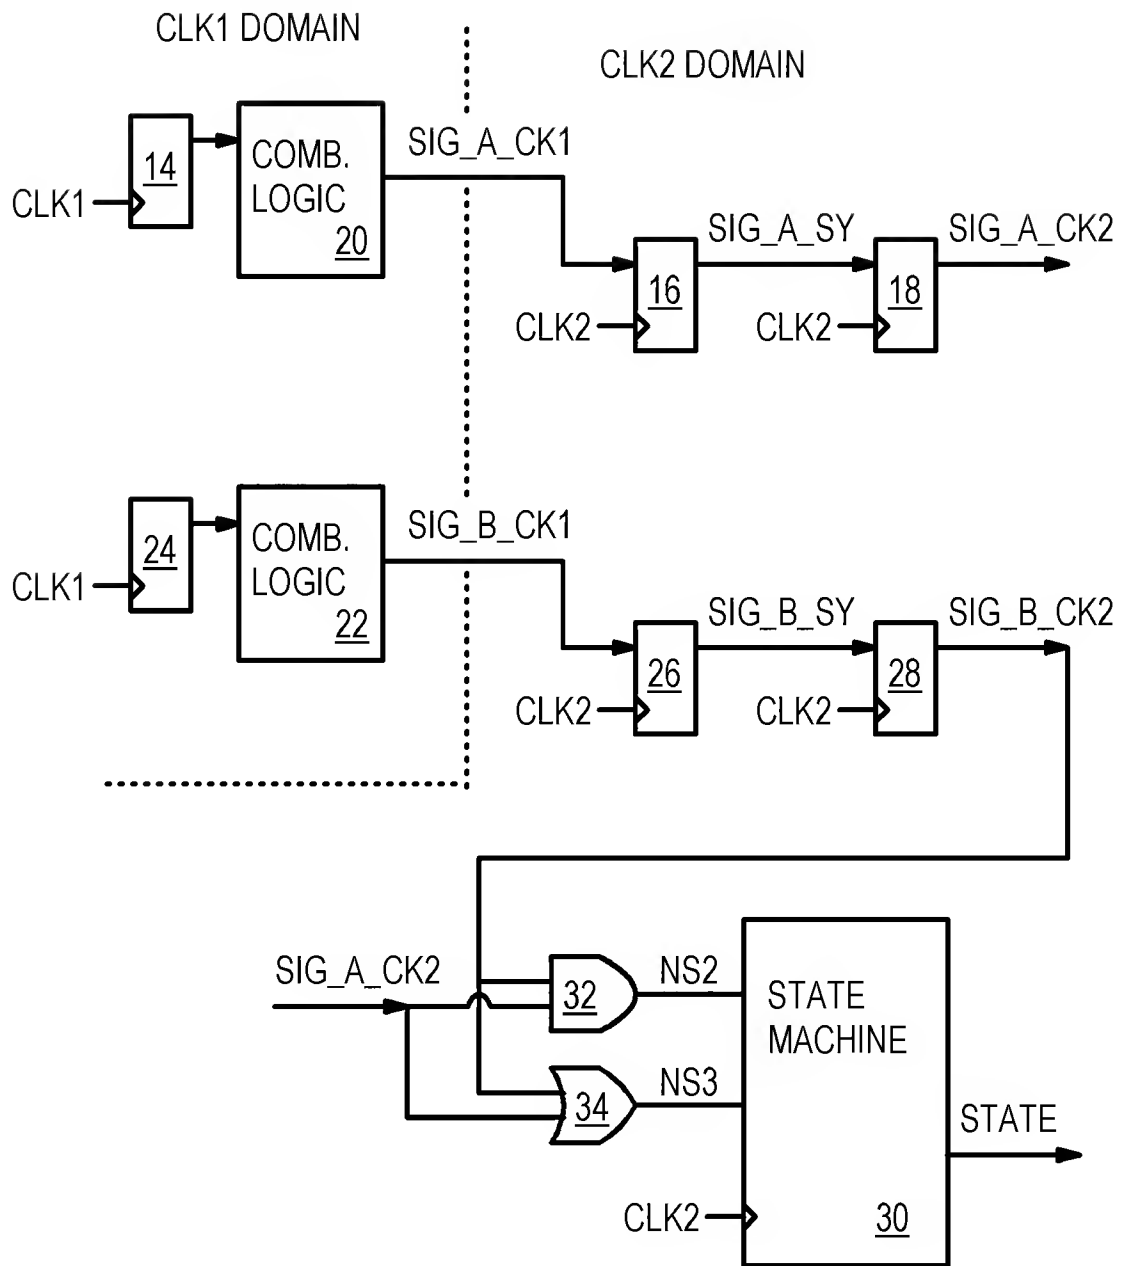 CLK1 DOMAIN
CLK2 DOMAIN
14
CLK1
COMB.
LOGIC
20
SIG_A_CK1
16
CLK2
SIG_A_SY
18
CLK2
SIG_A_CK2
24
CLK1
COMB.
LOGIC
22
SIG_B_CK1
26
CLK2
SIG_B_SY
28
CLK2
SIG_B_CK2
SIG_A_CK2
32
NS2
34
NS3
STATE
MACHINE
30
CLK2
STATE